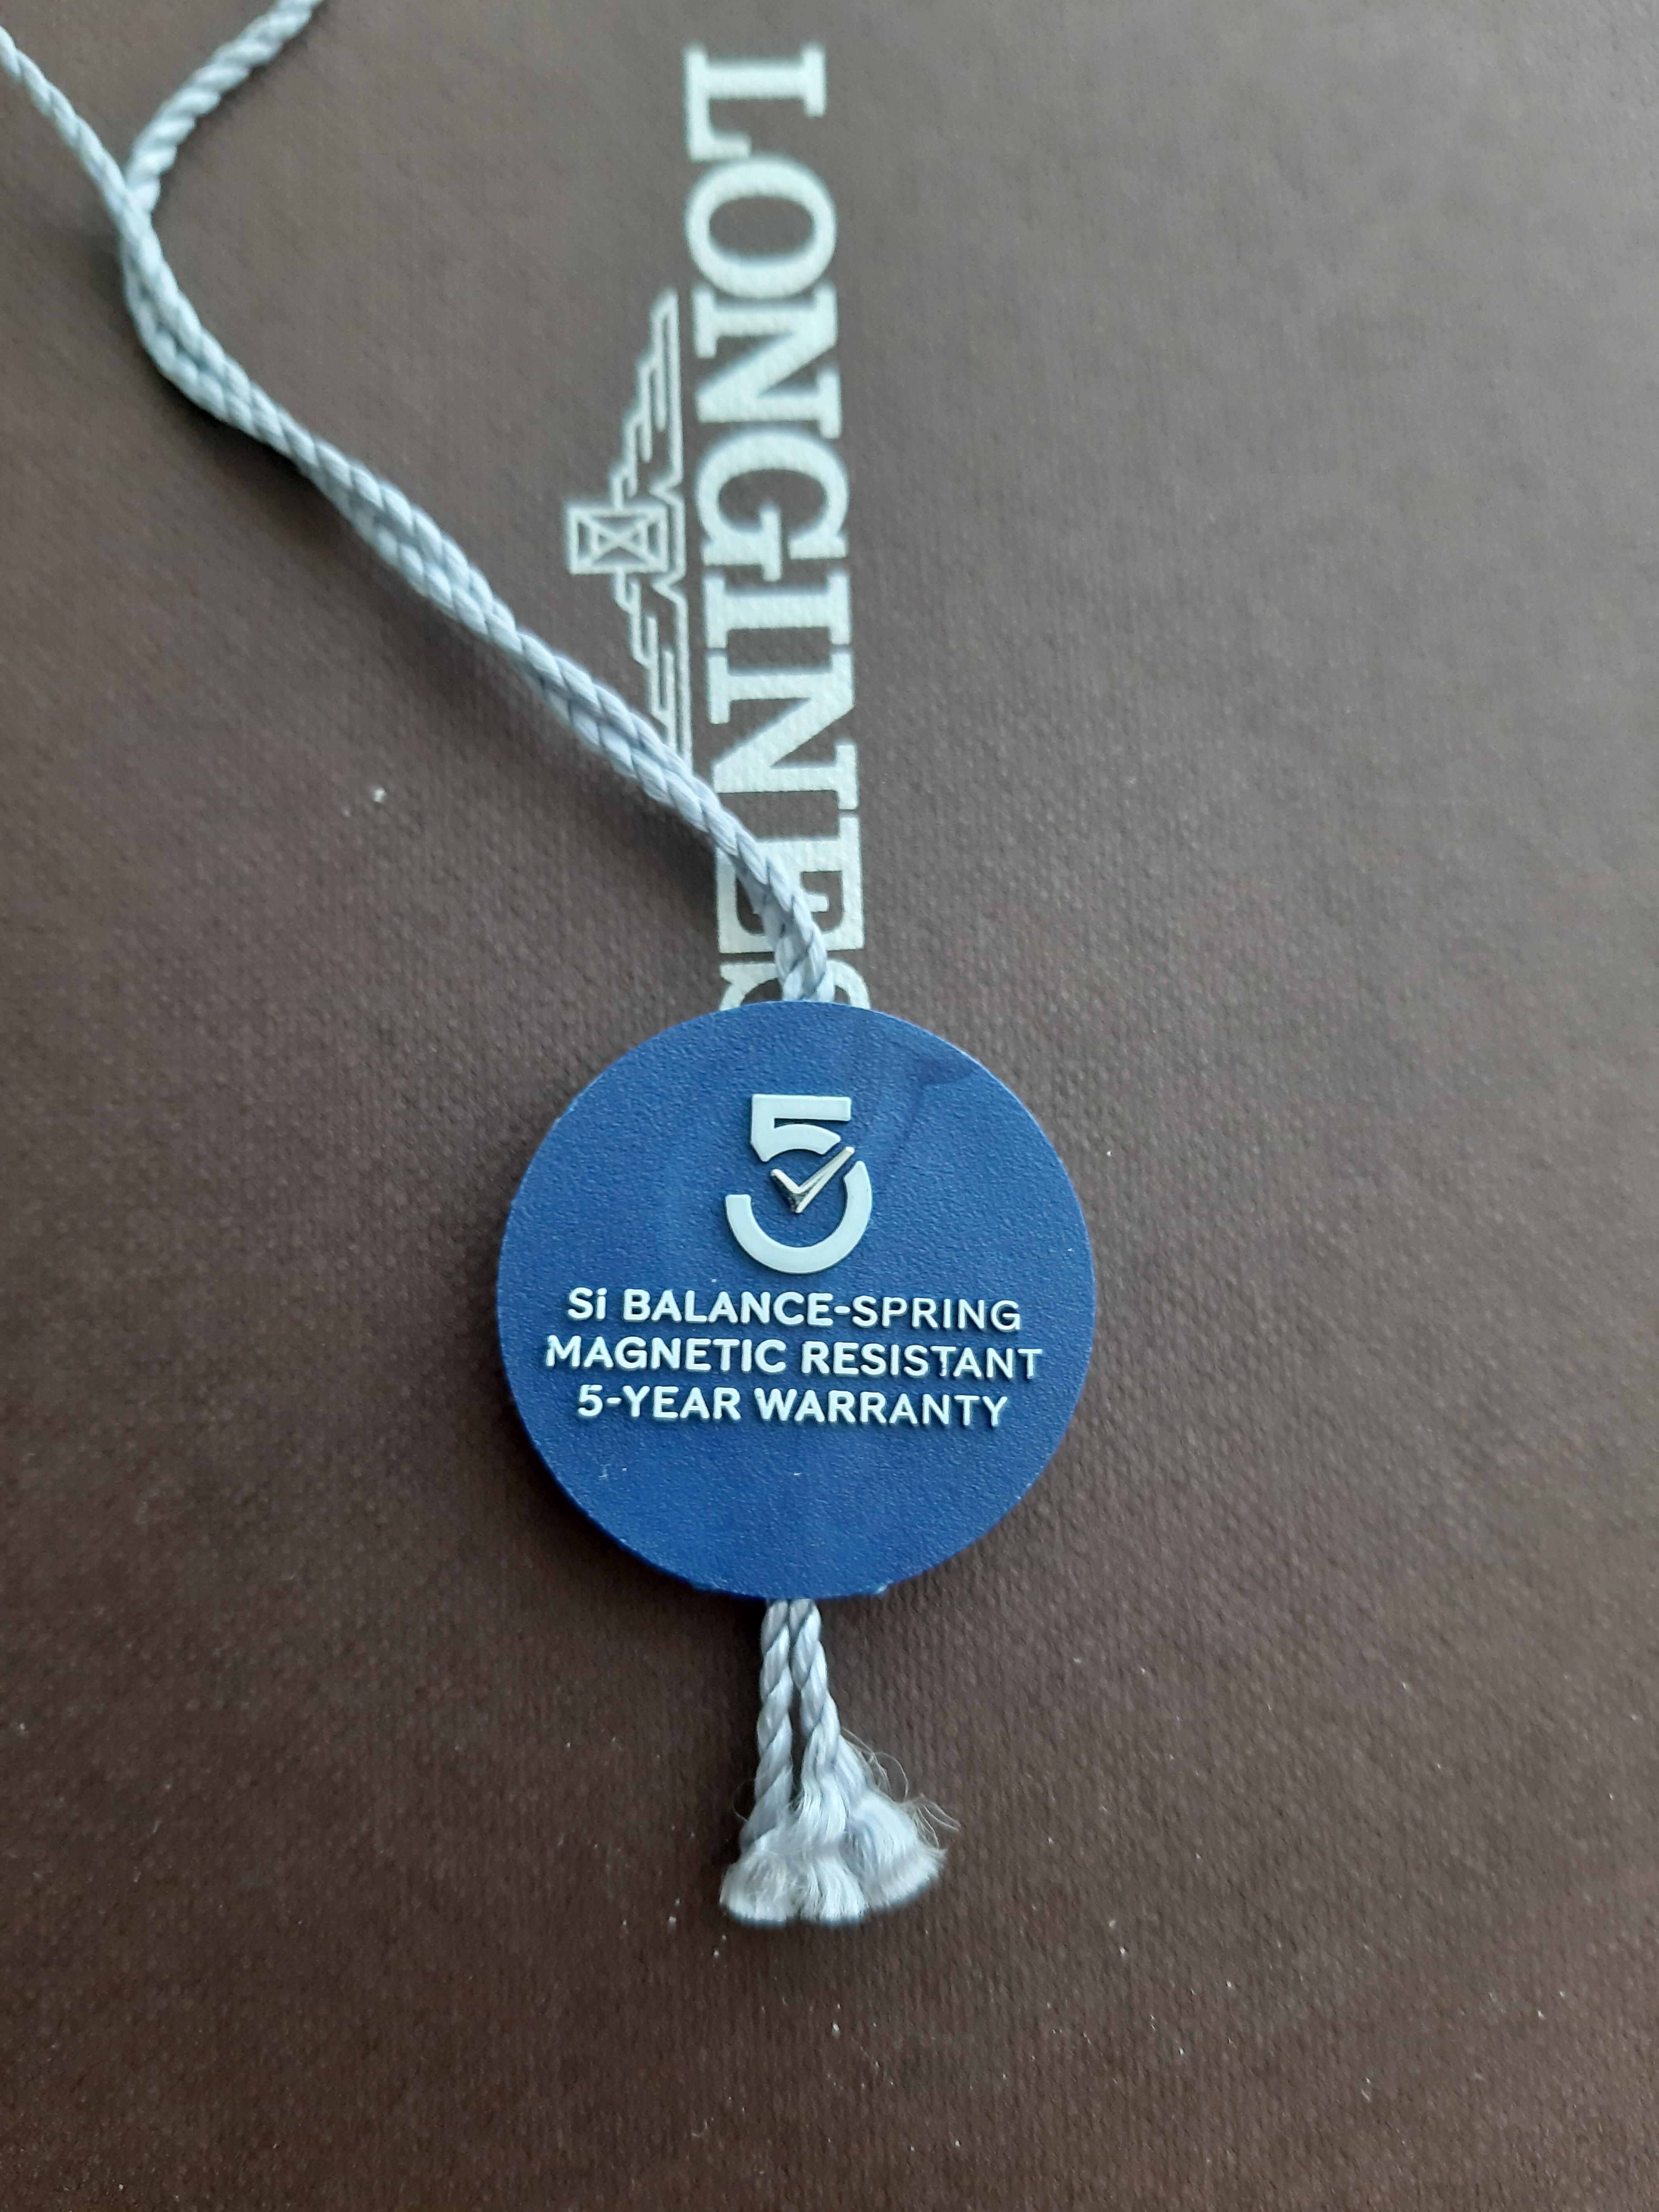 LONGINES
5
Si BALANCE-SPRING
MAGNETIC RESISTANT
5-YEAR WARRANTY